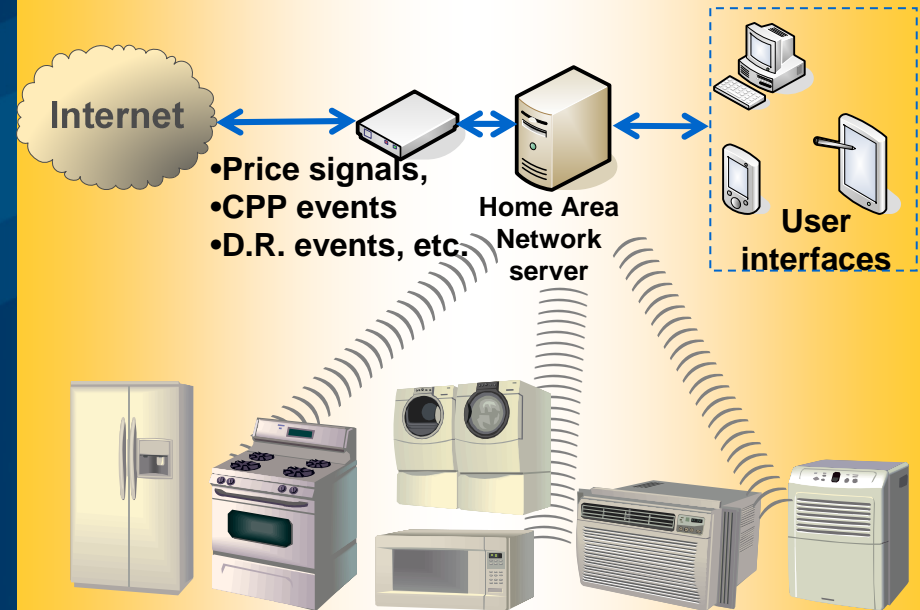 Internet
•Price signals,
•CPP events
•D.R. events, etc.
Home Area
Network
server
User
interfaces